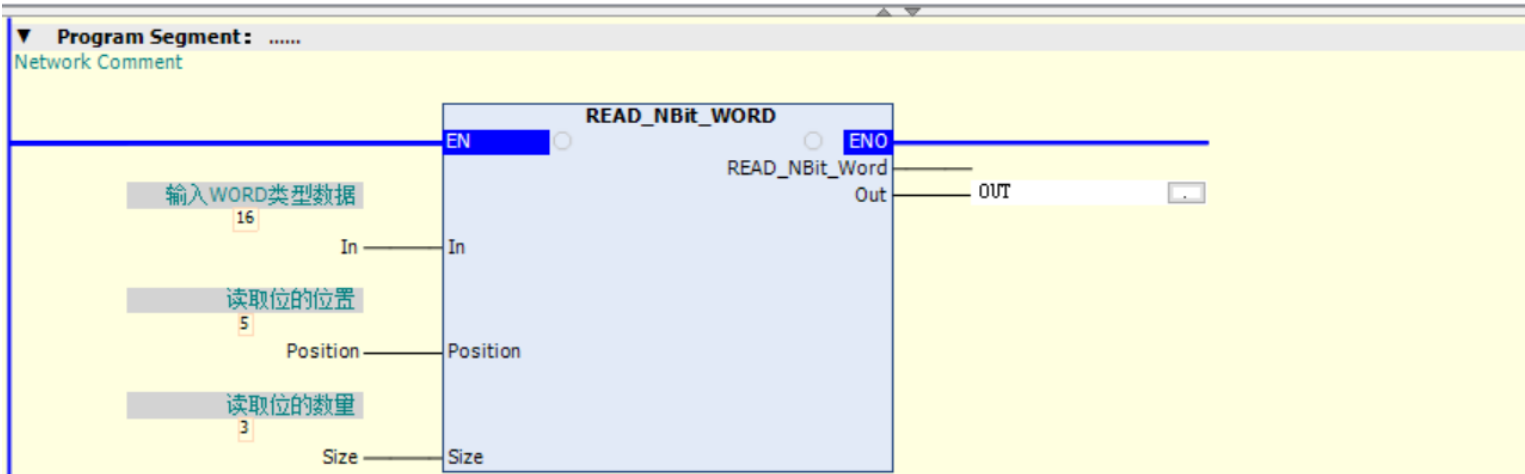 Program Segment: ......
Network Comment
READ_NBit_WORD
EN
ENO
READ_NBit_Word
输入WORD类型数据
Out
OUT
.
16
In
In
读取位的位置
5
Position
Position
读取位的数量
3
Size
Size